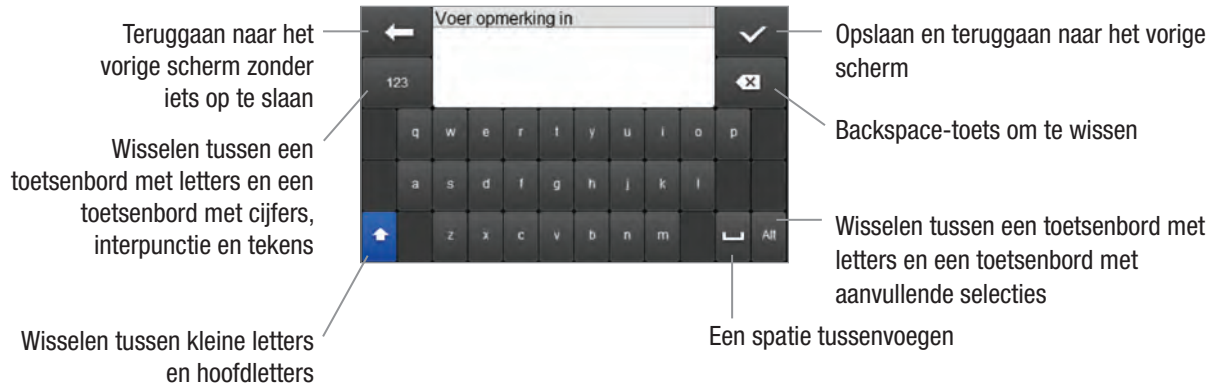 Teruggaan naar het
vorige scherm zonder
iets op te slaan
Wisselen tussen een
toetsenbord met letters en een
toetsenbord met cijfers,
interpunctie en tekens
Wisselen tussen kleine letters
en hoofdletters
Voer opmerking in
123
q w e r t y u i o p
a s d f g h j k l
z x c v b n m Alt
Opslaan en teruggaan naar het vorige
scherm
Backspace-toets om te wissen
Wisselen tussen een toetsenbord met
letters en een toetsenbord met
aanvullende selecties
Een spatie tussenvoegen